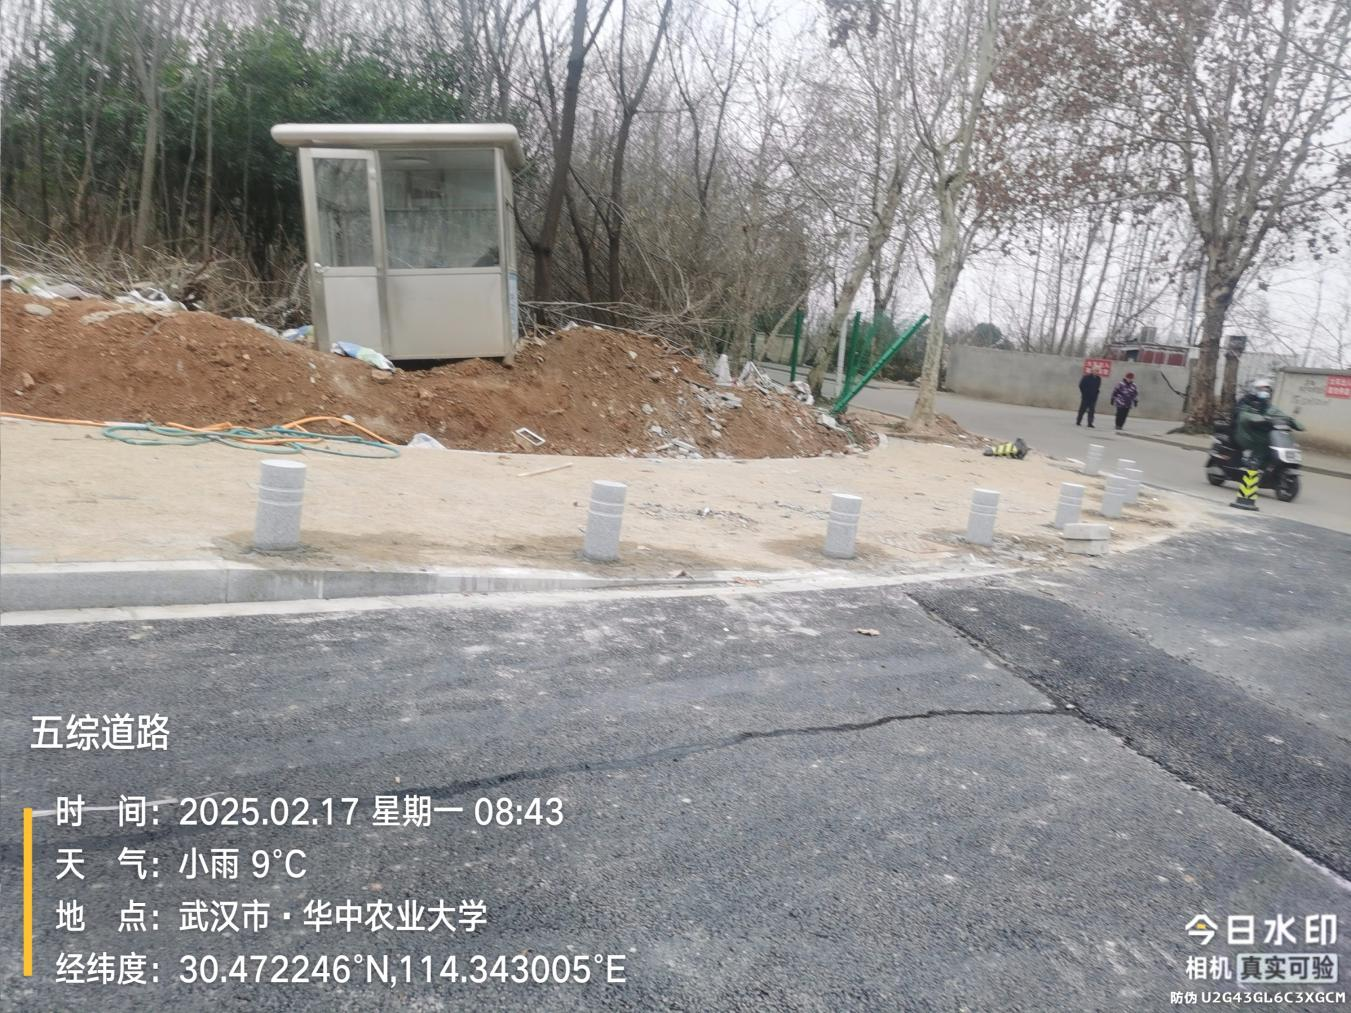 五综道路
时 间：2025.02.17 星期一 08:43
天 气：小雨 9°C
地 点：武汉市·华中农业大学
经纬度：30.472246°N,114.343005°E
今日水印
相机 真实可验
防伪 U2G43GL6C3XGCM